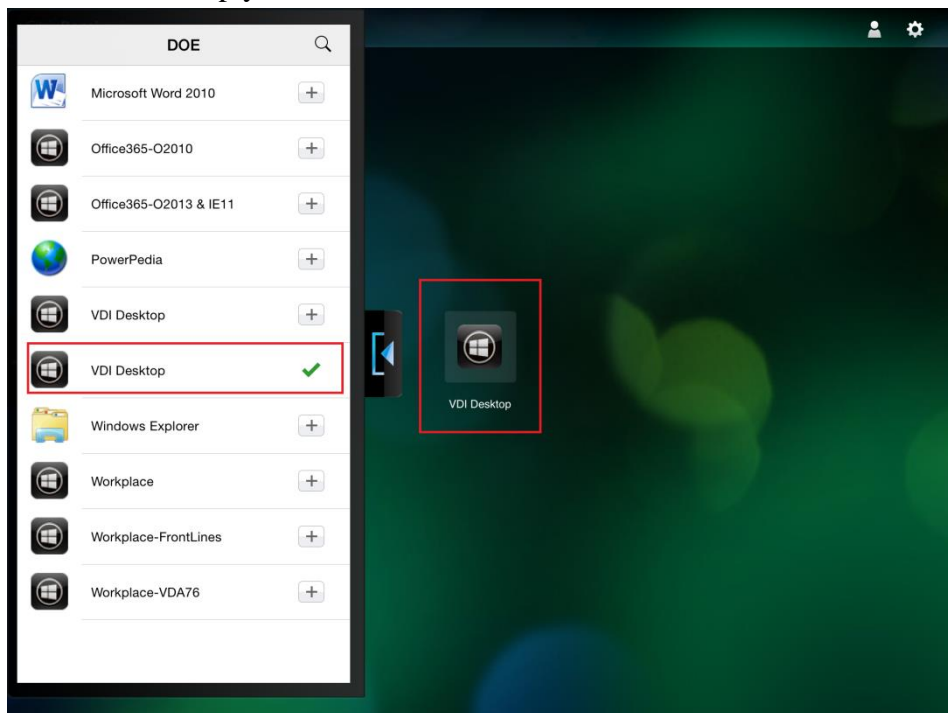 DOE
Microsoft Word 2010
Office365-O2010
Office365-O2013 & IE11
PowerPedia
VDI Desktop
VDI Desktop
Windows Explorer
Workplace
Workplace-FrontLines
Workplace-VDA76
VDI Desktop